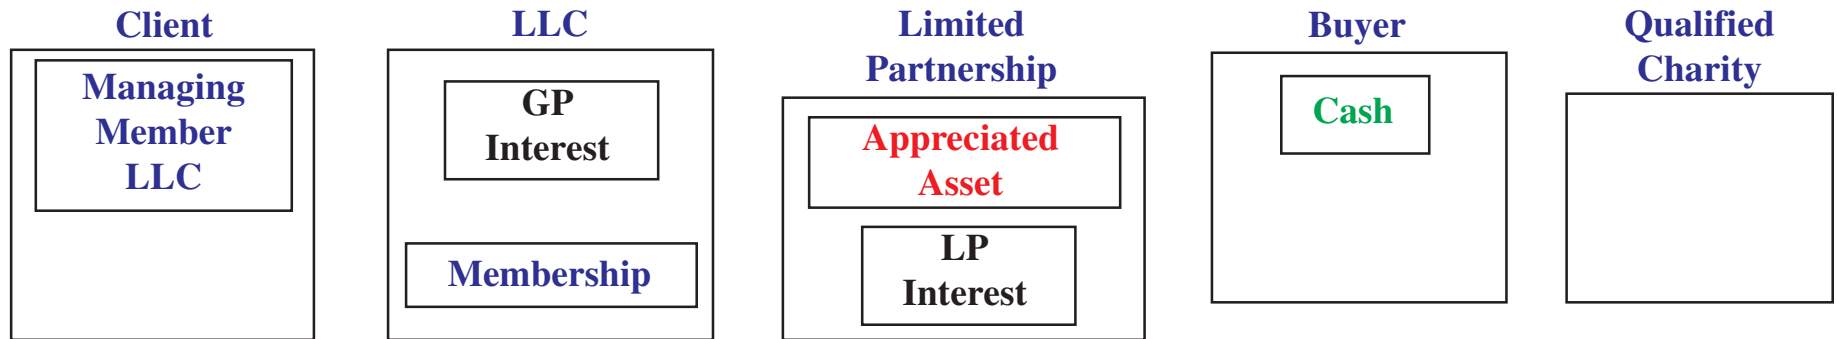 Client
Managing
Member
LLC
LLC
GP
Interest
Membership
Limited
Partnership
Appreciated
Asset
LP
Interest
Buyer
Cash
Qualified
Charity